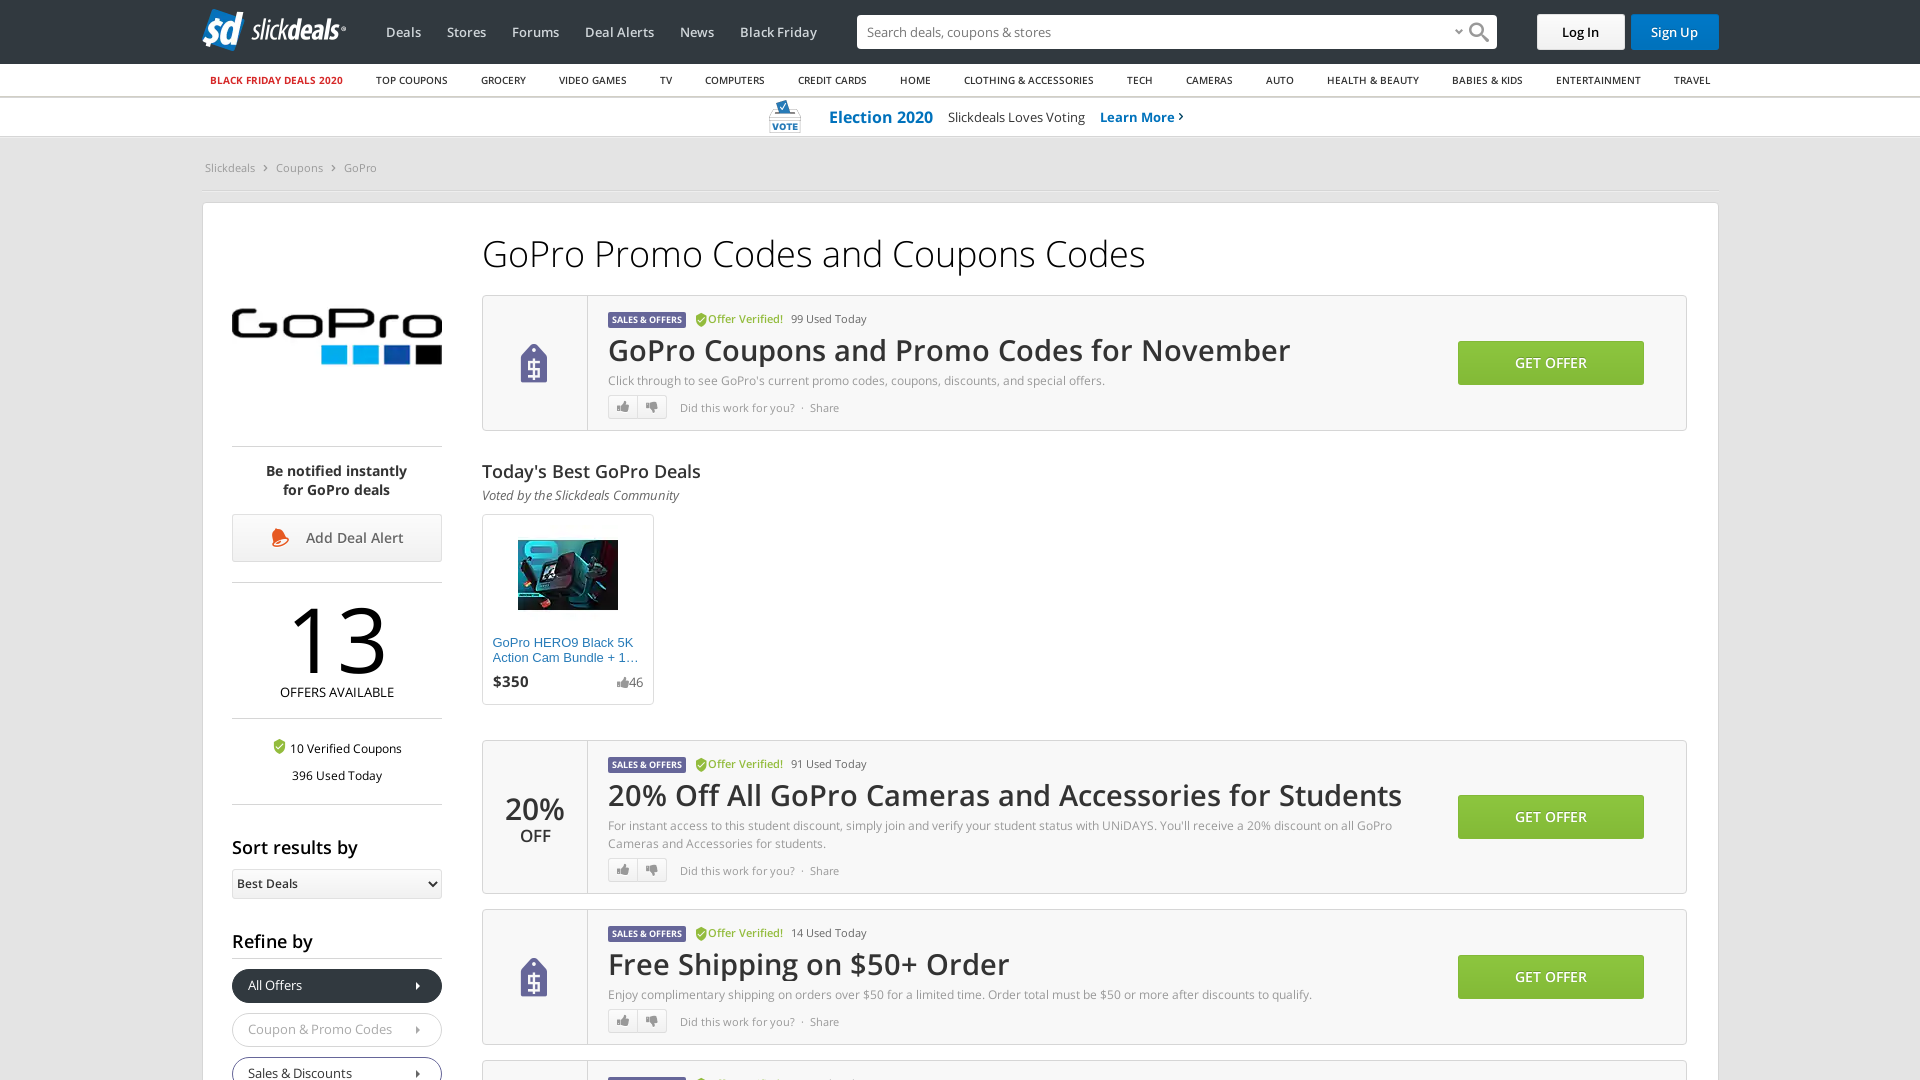 sd slickdeals
Deals Stores Forums Deal Alerts News Black Friday
Search deals, coupons & stores
Log In Sign Up
BLACK FRIDAY DEALS 2020 TOP COUPONS GROCERY VIDEO GAMES TV COMPUTERS CREDIT CARDS HOME CLOTHING & ACCESSORIES TECH CAMERAS AUTO HEALTH & BEAUTY BABIES & KIDS ENTERTAINMENT TRAVEL
VOTE Election 2020 Slickdeals Loves Voting Learn More
Slickdeals Coupons GoPro
GoPro
Be notified instantly
for GoPro deals
Add Deal Alert
13
OFFERS AVAILABLE
10 Verified Coupons
396 Used Today
Sort results by
Best Deals
Refine by
All Offers
Coupon & Promo Codes
Sales & Discounts
GoPro Promo Codes and Coupons Codes
SALES & OFFERS Offer Verified! 99 Used Today
GoPro Coupons and Promo Codes for November
Click through to see GoPro's current promo codes, coupons, discounts, and special offers.
Did this work for you? · Share
GET OFFER
Today's Best GoPro Deals
Voted by the Slickdeals Community
GoPro HERO9 Black 5K
Action Cam Bundle + 1…
$350 46
20%
OFF
SALES & OFFERS Offer Verified! 91 Used Today
20% Off All GoPro Cameras and Accessories for Students
For instant access to this student discount, simply join and verify your student status with UNiDAYS. You'll receive a 20% discount on all GoPro
Cameras and Accessories for students.
Did this work for you? · Share
GET OFFER
SALES & OFFERS Offer Verified! 14 Used Today
Free Shipping on $50+ Order
Enjoy complimentary shipping on orders over $50 for a limited time. Order total must be $50 or more after discounts to qualify.
Did this work for you? · Share
GET OFFER